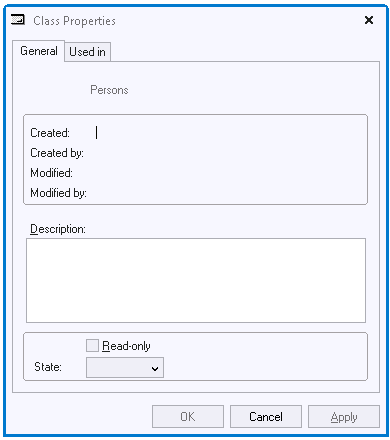 Class Properties
General
Used in
Persons
Created:
Created by:
Modified:
Modified by:
Description:
Read-only
State:
OK
Cancel
Apply